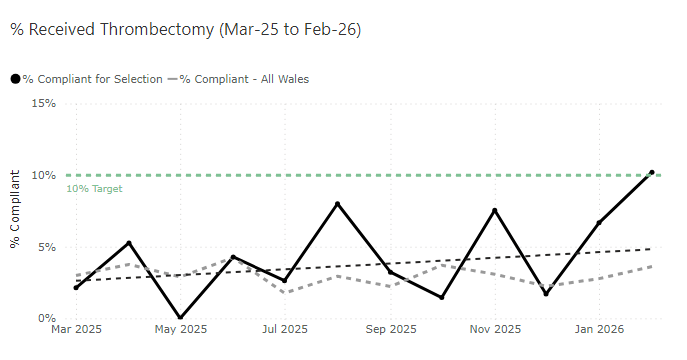 % Received Thrombectomy (Mar-25 to Feb-26)
% Compliant for Selection % Compliant - All Wales
15%
10%
10% Target
5%
0%
% Compliant
Mar 2025 May 2025 Jul 2025 Sep 2025 Nov 2025 Jan 2026